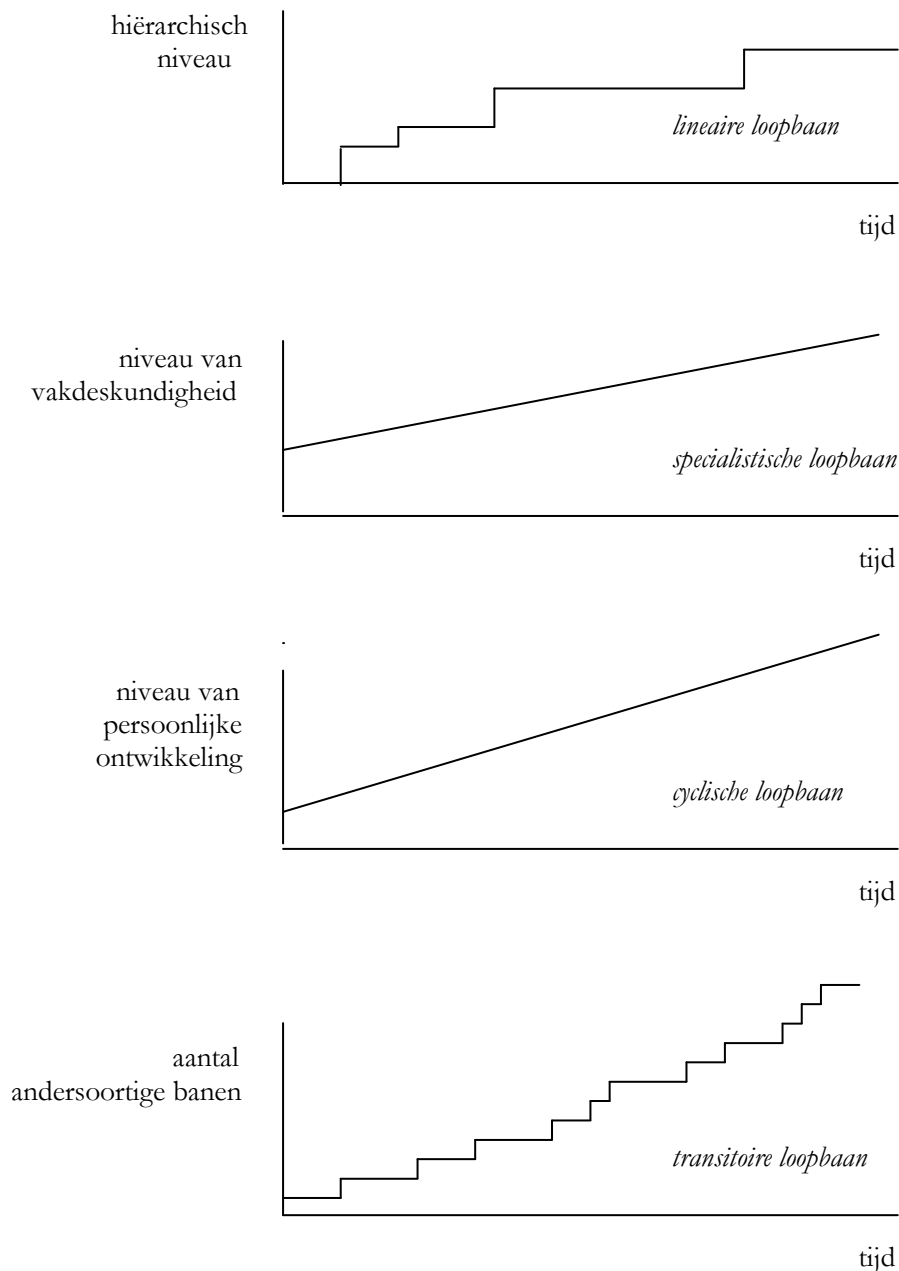 hiërarchisch
niveau
lineaire loopbaan
tijd
niveau van
vakdeskundigheid
specialistische loopbaan
tijd
niveau van
persoonlijke
ontwikkeling
cyclische loopbaan
tijd
aantal
andersoortige banen
transitoire loopbaan
tijd